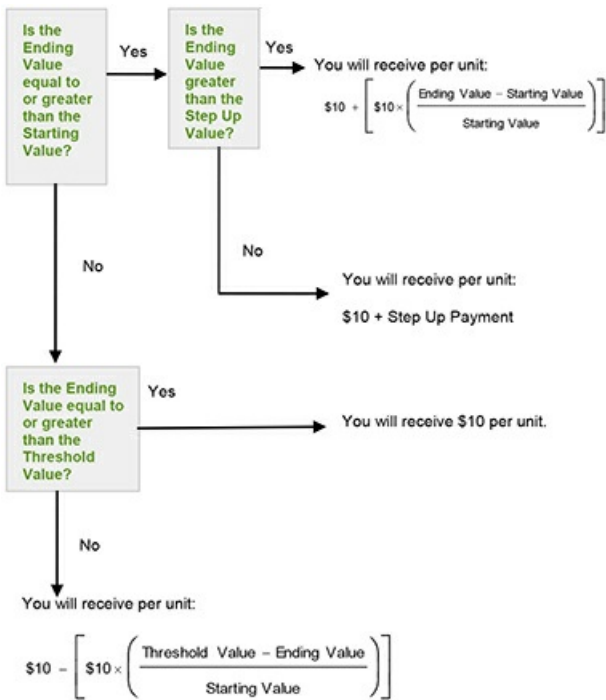 Is the
Ending
Value
equal to
or greater
than the
Starting
Value?
Yes
Is the
Ending
Value
greater
than the
Step Up
Value?
Yes
You will receive per unit:
$10 + [ $10 × ( Ending Value − Starting Value
Starting Value ) ]
No
You will receive per unit:
$10 + Step Up Payment
No
Is the Ending
Value equal to
or greater
than the
Threshold
Value?
Yes
You will receive $10 per unit.
No
You will receive per unit:
$10 − [ $10 × ( Threshold Value − Ending Value
Starting Value ) ]